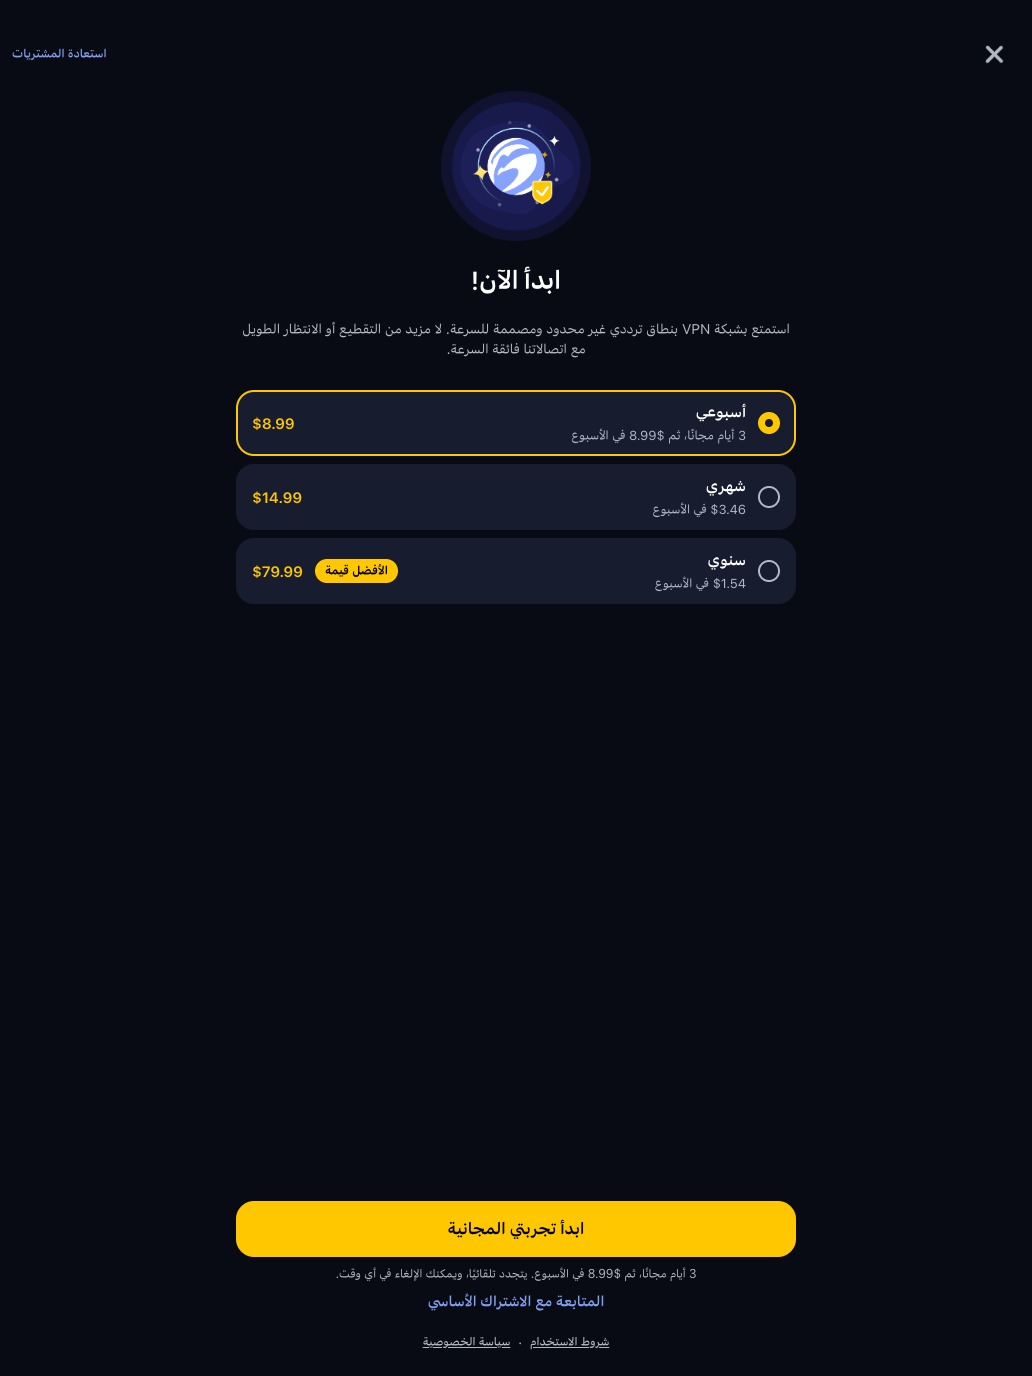 استعادة المشتريات
ابدأ الآن!
استمتع بشبكة VPN بنطاق ترددي غير محدود ومصممة للسرعة. لا مزيد من التقطيع أو الانتظار الطويل
مع اتصالاتنا فائقة السرعة.
أسبوعي
3 أيام مجانًا، ثم 8.99$ في الأسبوع
$8.99
شهري
$3.46 في الأسبوع
$14.99
سنوي
$1.54 في الأسبوع
الأفضل قيمة
$79.99
ابدأ تجربتي المجانية
3 أيام مجانًا، ثم 8.99$ في الأسبوع. يتجدد تلقائيًا، ويمكنك الإلغاء في أي وقت.
المتابعة مع الاشتراك الأساسي
شروط الاستخدام · سياسة الخصوصية